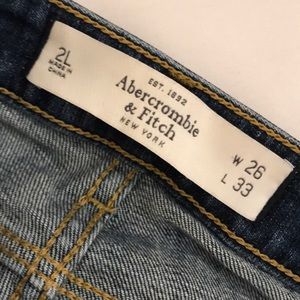 2L
MADE IN
CHINA
EST. 1892
Abercrombie
& Fitch
NEW YORK
W 26
L 33